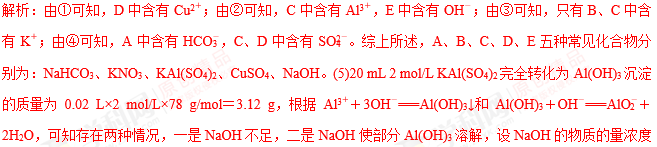 解析：由①可知，D 中含有 Cu²⁺；由②可知，C 中含有 Al³⁺，E 中含有 OH⁻；由③可知，只有 B、C 中含
有 K⁺；由④可知，A 中含有 HCO₃⁻，C、D 中含有 SO₄²⁻。综上所述，A、B、C、D、E 五种常见化合物分
别为：NaHCO₃、KNO₃、KAl(SO₄)₂、CuSO₄、NaOH。(5)20 mL 2 mol/L KAl(SO₄)₂完全转化为 Al(OH)₃沉淀
的质量为 0.02 L×2 mol/L×78 g/mol＝3.12 g，根据 Al³⁺＋3OH⁻══Al(OH)₃↓和 Al(OH)₃＋OH⁻══AlO₂⁻＋
2H₂O，可知存在两种情况，一是 NaOH 不足，二是 NaOH 使部分 Al(OH)₃溶解，设 NaOH 的物质的量浓度